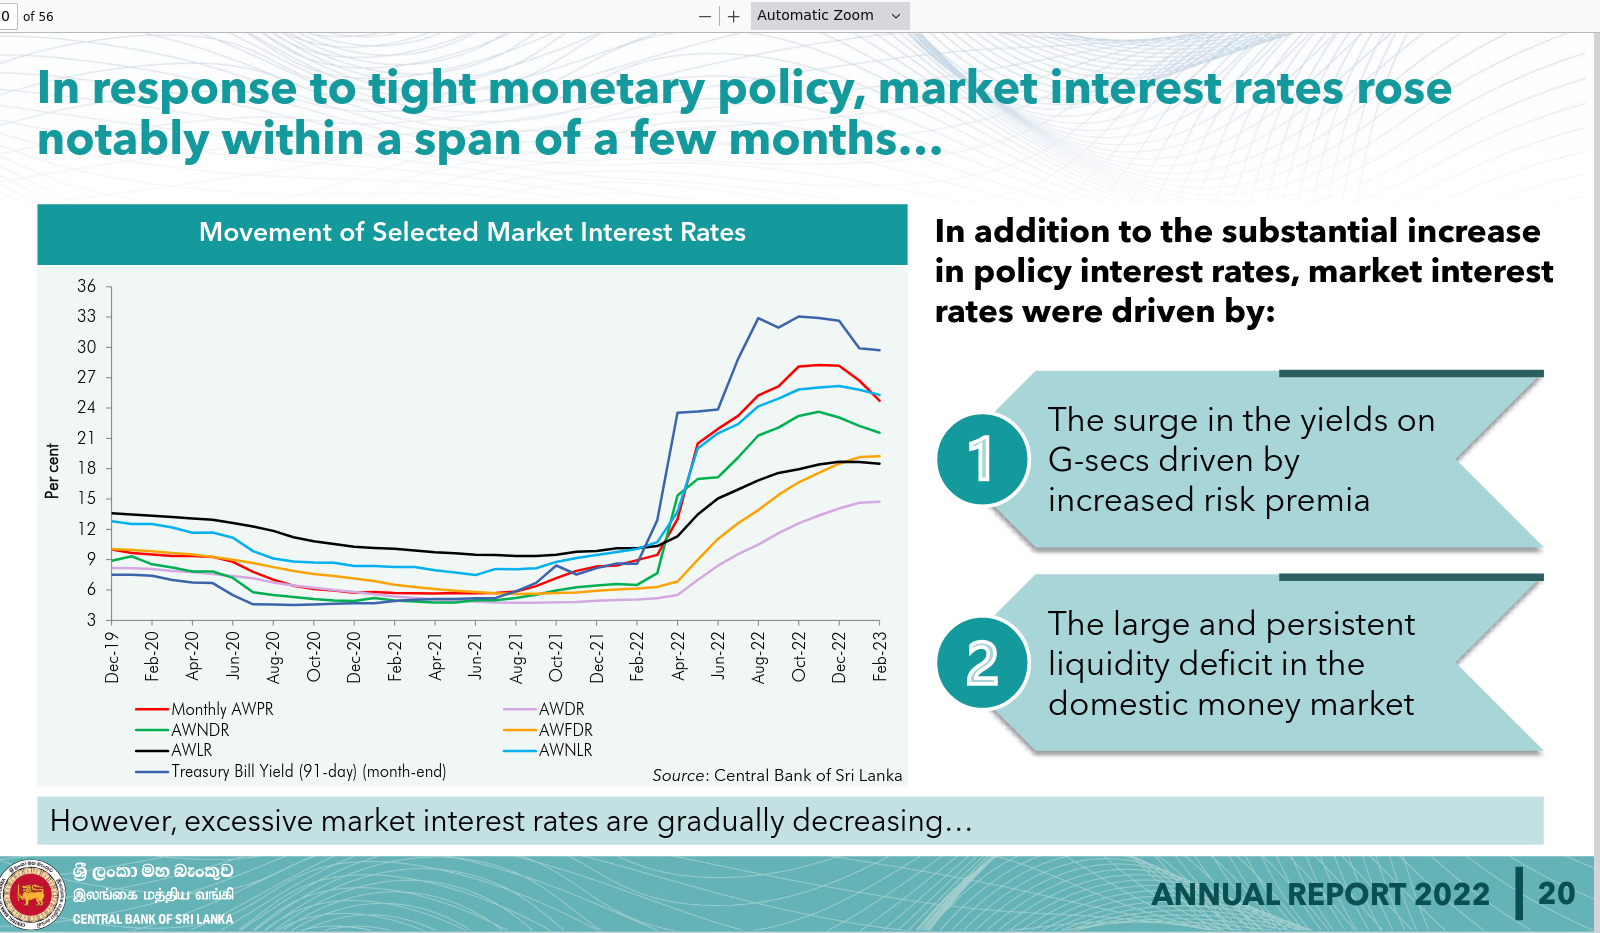 0 of 56
− + Automatic Zoom
In response to tight monetary policy, market interest rates rose
notably within a span of a few months...
Movement of Selected Market Interest Rates
Per cent
36
33
30
27
24
21
18
15
12
9
6
3
Dec-19
Feb-20
Apr-20
Jun-20
Aug-20
Oct-20
Dec-20
Feb-21
Apr-21
Jun-21
Aug-21
Oct-21
Dec-21
Feb-22
Apr-22
Jun-22
Aug-22
Oct-22
Dec-22
Feb-23
Monthly AWPR
AWDR
AWNDR
AWFDR
AWLR
AWNLR
Treasury Bill Yield (91-day) (month-end)
Source: Central Bank of Sri Lanka
In addition to the substantial increase
in policy interest rates, market interest
rates were driven by:
1
The surge in the yields on
G-secs driven by
increased risk premia
2
The large and persistent
liquidity deficit in the
domestic money market
However, excessive market interest rates are gradually decreasing...
ශ්‍රී ලංකා මහ බැංකුව
இலங்கை மத்திய வங்கி
CENTRAL BANK OF SRI LANKA
ANNUAL REPORT 2022
20